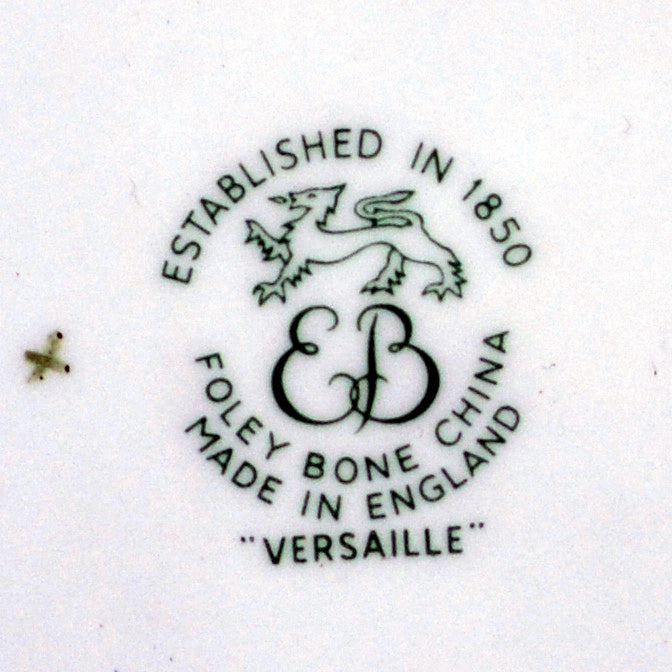 ESTABLISHED IN 1850
EB
FOLEY BONE CHINA
MADE IN ENGLAND
"VERSAILLE"